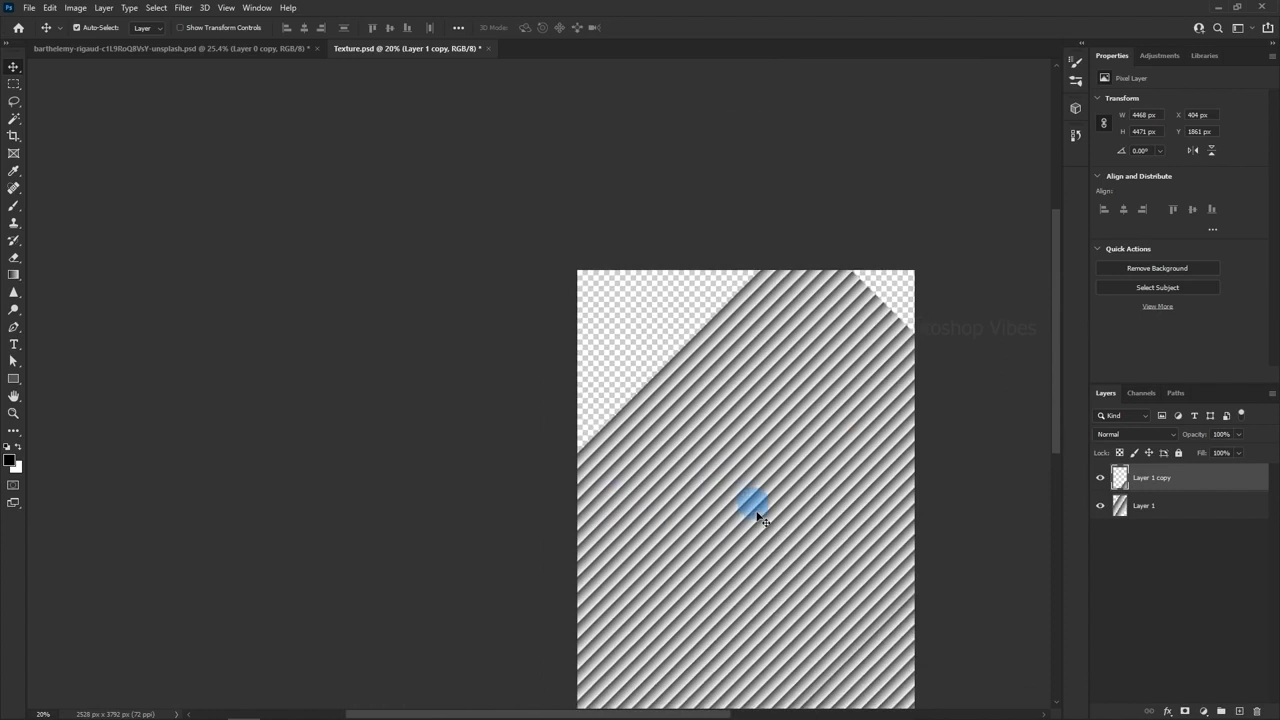 File Edit Image Layer Type Select Filter 3D View Window Help
Auto-Select: Layer Show Transform Controls 3D Mode:
barthelemy-rigaud-c1L9RoQ8VsY-unsplash.psd @ 25.4% (Layer 0 copy, RGB/8) * Texture.psd @ 20% (Layer 1 copy, RGB/8) *
Properties Adjustments Libraries
Pixel Layer
Transform
W 4468 px X 404 px
H 4471 px Y 1861 px
0.00°
Align and Distribute
Align:
Quick Actions
Remove Background
Select Subject
View More
oshop Vibes
Layers Channels Paths
Kind
Normal Opacity: 100%
Lock: Fill: 100%
Layer 1 copy
Layer 1
20% 2528 px x 3792 px (72 ppi)